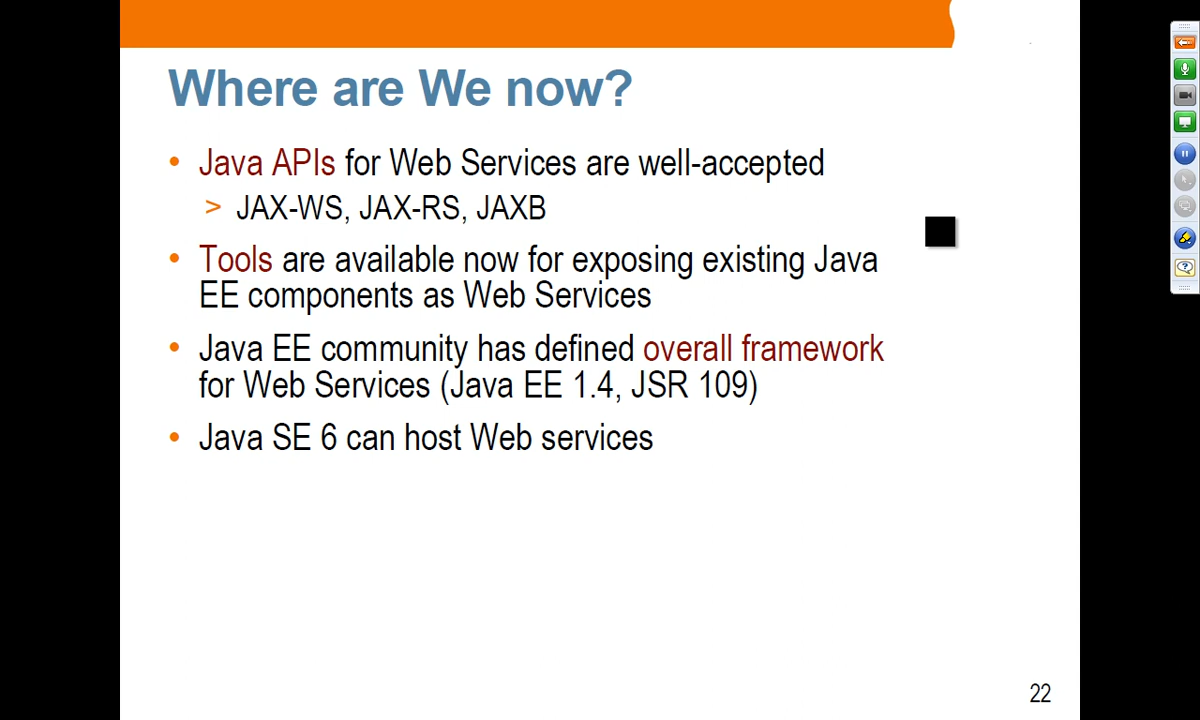 Where are We now?
• Java APIs for Web Services are well-accepted
> JAX-WS, JAX-RS, JAXB
• Tools are available now for exposing existing Java
EE components as Web Services
• Java EE community has defined overall framework
for Web Services (Java EE 1.4, JSR 109)
• Java SE 6 can host Web services
22